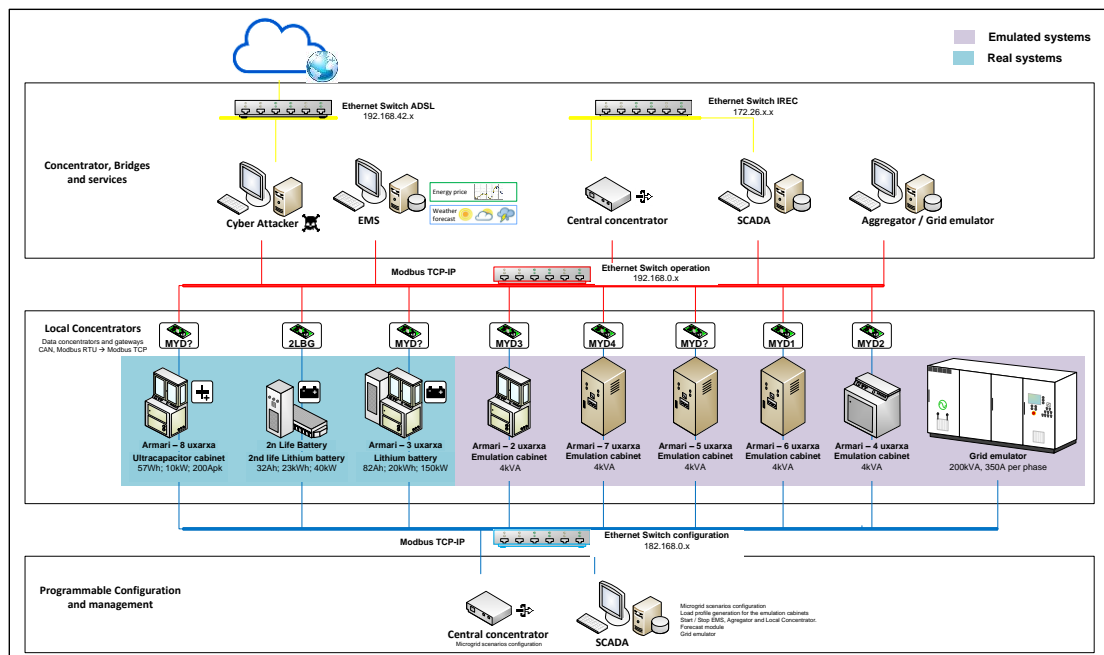 Emulated systems
Real systems
Ethernet Switch ADSL
192.168.42.x
Ethernet Switch IREC
172.26.x.x
Concentrator, Bridges
and services
Energy price
Weather
forecast
Cyber Attacker
EMS
Central concentrator
SCADA
Aggregator / Grid emulator
Modbus TCP-IP
Ethernet Switch operation
192.168.0.x
Local Concentrators
Data concentrators and gateways
CAN, Modbus RTU → Modbus TCP
MYD?
2LBG
MYD?
MYD3
MYD4
MYD?
MYD1
MYD2
Armari – 8 uxarxa
Ultracapacitor cabinet
57Wh; 10kW; 200Apk
2n Life Battery
2nd life Lithium battery
32Ah; 23kWh; 40kW
Armari – 3 uxarxa
Lithium battery
82Ah; 20kWh; 150kW
Armari – 2 uxarxa
Emulation cabinet
4kVA
Armari – 7 uxarxa
Emulation cabinet
4kVA
Armari – 5 uxarxa
Emulation cabinet
4kVA
Armari – 6 uxarxa
Emulation cabinet
4kVA
Armari – 4 uxarxa
Emulation cabinet
4kVA
Grid emulator
200kVA, 350A per phase
Modbus TCP-IP
Ethernet Switch configuration
182.168.0.x
Programmable Configuration
and management
Central concentrator
Microgrid scenarios configuration
SCADA
Microgrid scenarios configuration
Load profile generation for the emulation cabinets
Start / Stop EMS, Agregator and Local Concentrator.
Forecast module
Grid emulator